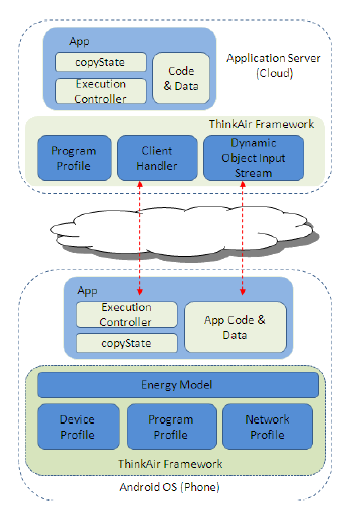 App
copyState
Execution
Controller
Code
& Data
Application Server
(Cloud)
ThinkAir Framework
Program
Profile
Client
Handler
Dynamic
Object Input
Stream
App
Execution
Controller
copyState
App Code &
Data
Energy Model
Device
Profile
Program
Profile
Network
Profile
ThinkAir Framework
Android OS (Phone)